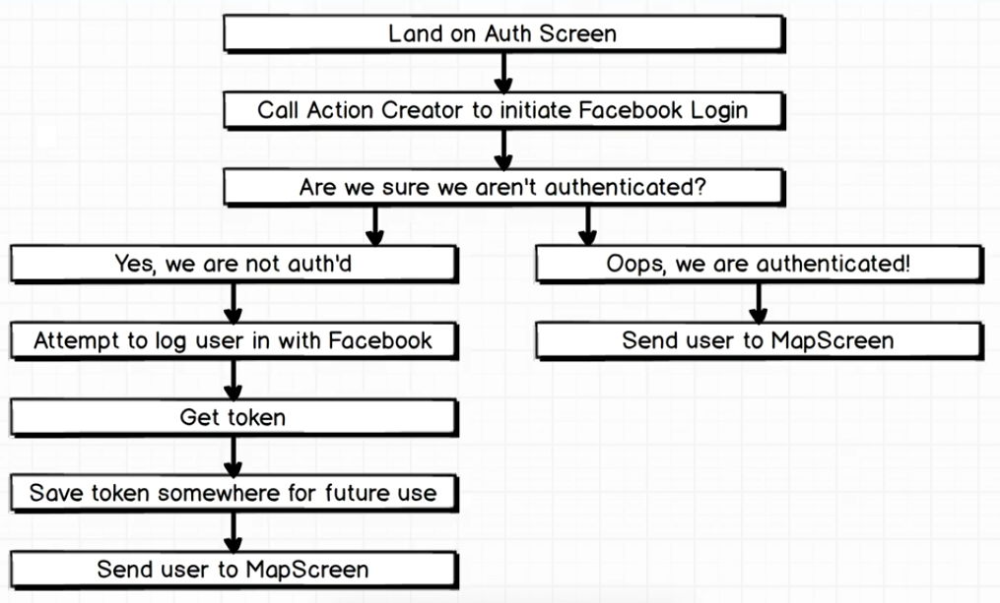 Land on Auth Screen
Call Action Creator to initiate Facebook Login
Are we sure we aren't authenticated?
Yes, we are not auth'd
Oops, we are authenticated!
Attempt to log user in with Facebook
Send user to MapScreen
Get token
Save token somewhere for future use
Send user to MapScreen